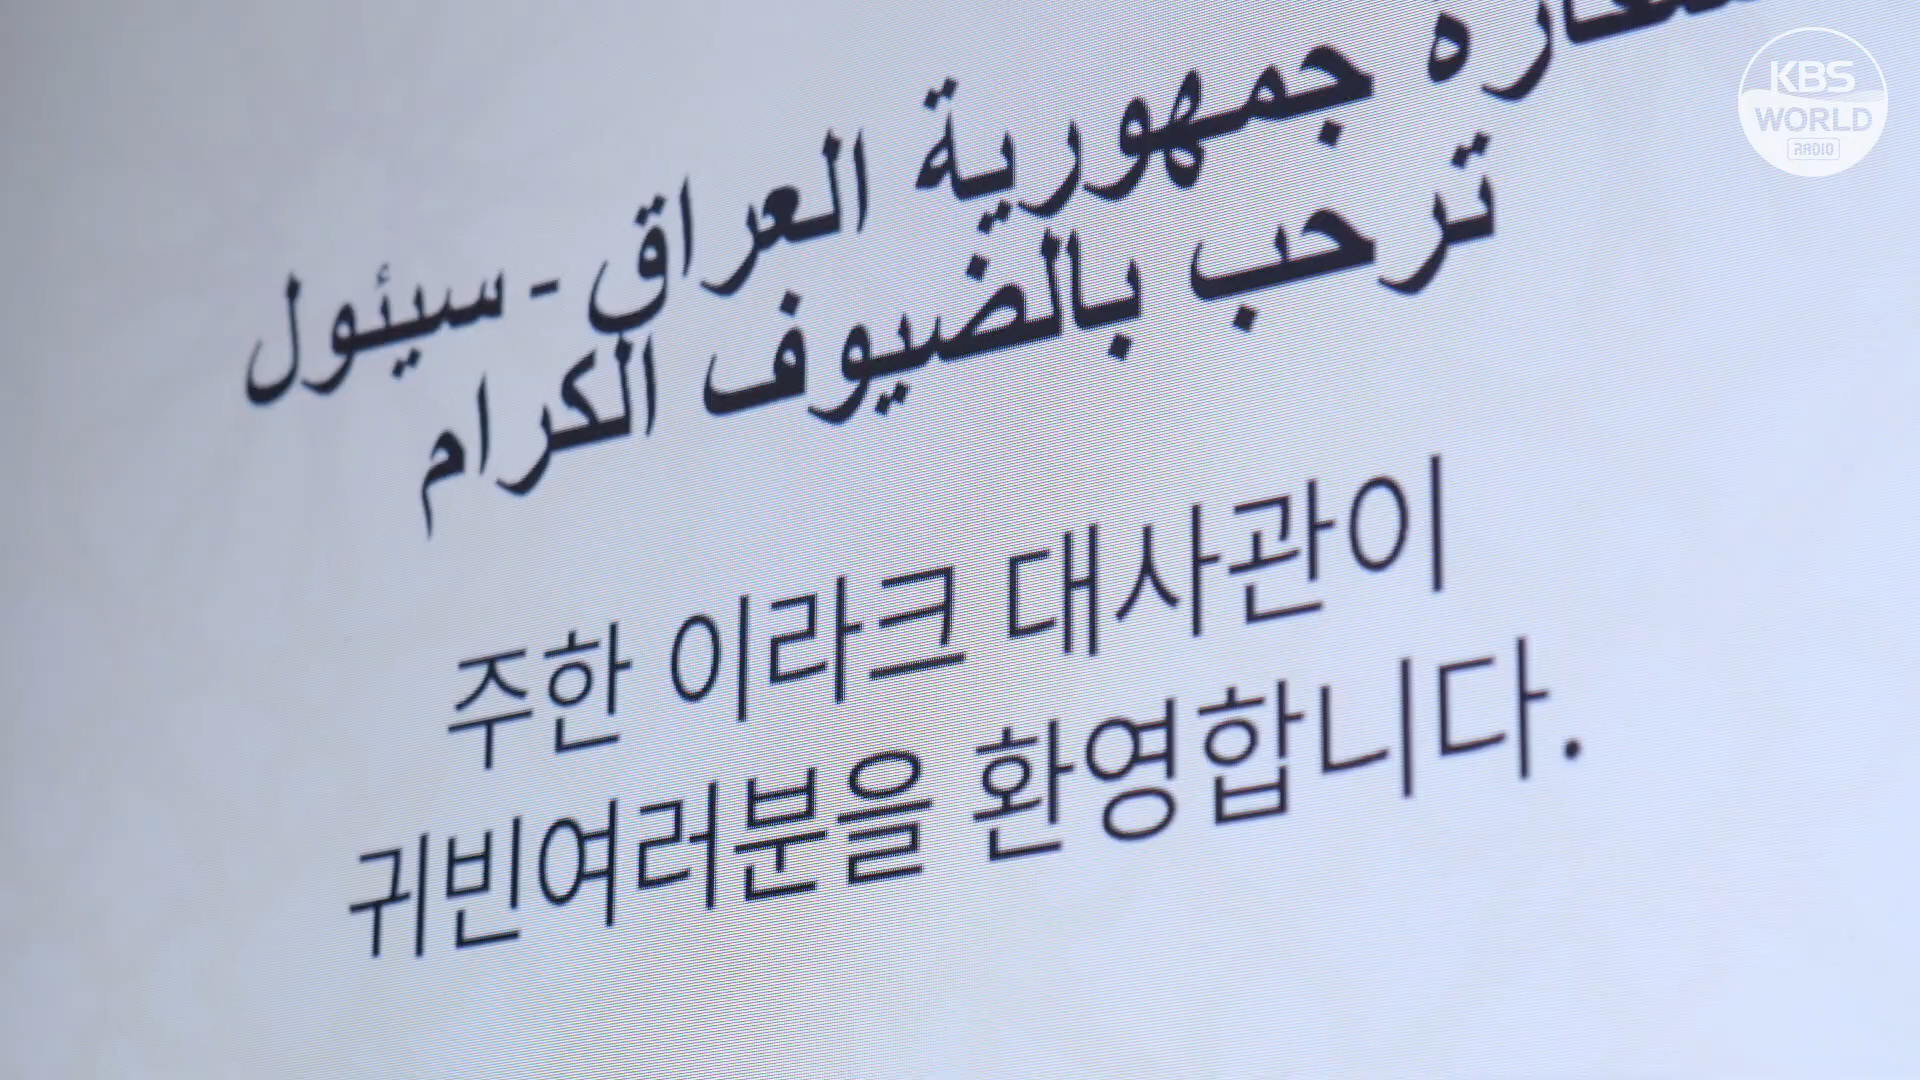 جمهورية العراق - سيئول
ترحب بالضيوف الكرام
주한 이라크 대사관이
귀빈여러분을 환영합니다.
KBS
WORLD
RADIO